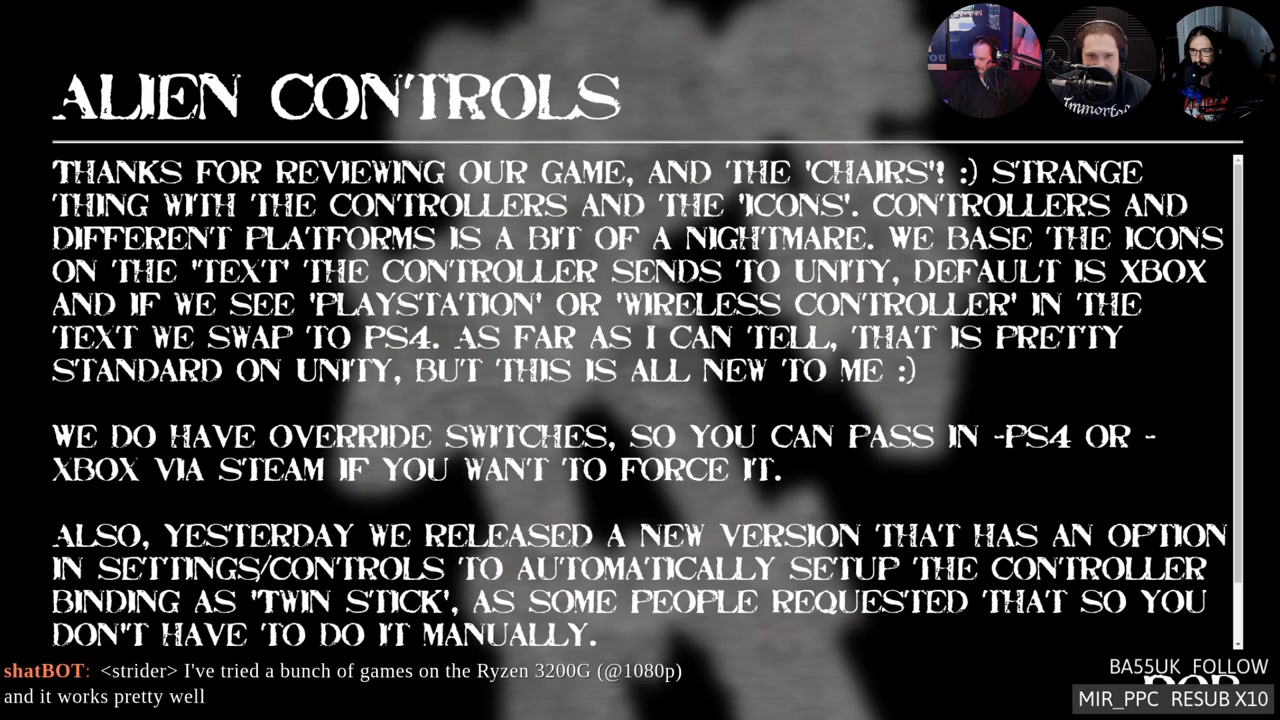 ALIEN CONTROLS
THANKS FOR REVIEWING OUR GAME, AND THE 'CHAIRS'! :) STRANGE
THING WITH THE CONTROLLERS AND THE 'ICONS'. CONTROLLERS AND
DIFFERENT PLATFORMS IS A BIT OF A NIGHTMARE. WE BASE THE ICONS
ON THE 'TEXT' THE CONTROLLER SENDS TO UNITY, DEFAULT IS XBOX
AND IF WE SEE 'PLAYSTATION' OR 'WIRELESS CONTROLLER' IN THE
TEXT WE SWAP TO PS4. AS FAR AS I CAN TELL, THAT IS PRETTY
STANDARD ON UNITY, BUT THIS IS ALL NEW TO ME :)
WE DO HAVE OVERRIDE SWITCHES, SO YOU CAN PASS IN -PS4 OR -
XBOX VIA STEAM IF YOU WANT TO FORCE IT.
ALSO, YESTERDAY WE RELEASED A NEW VERSION THAT HAS AN OPTION
IN SETTINGS/CONTROLS TO AUTOMATICALLY SETUP THE CONTROLLER
BINDING AS 'TWIN STICK', AS SOME PEOPLE REQUESTED THAT SO YOU
DON'T HAVE TO DO IT MANUALLY.
shatBOT: <strider> I've tried a bunch of games on the Ryzen 3200G (@1080p)
and it works pretty well
BA55UK_FOLLOW
MIR_PPC RESUB X10